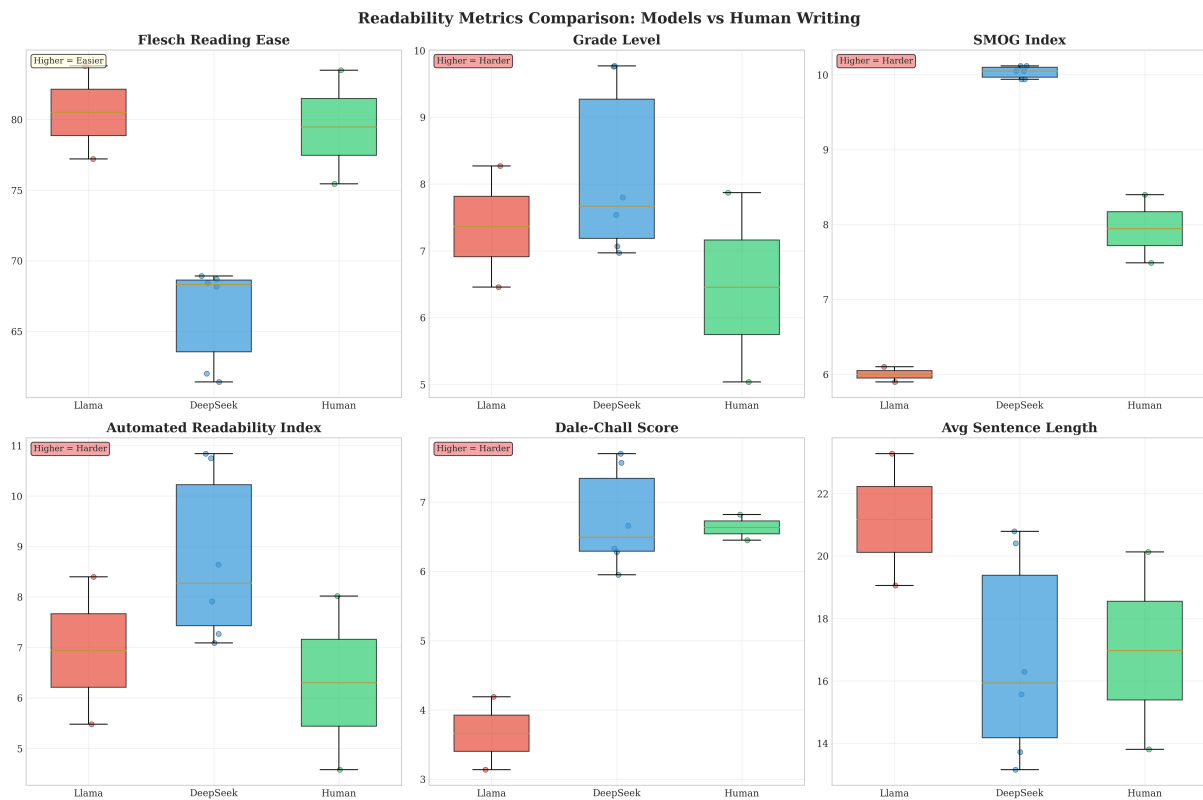 Readability Metrics Comparison: Models vs Human Writing
Flesch Reading Ease
Higher = Easier
80
75
70
65
Llama
DeepSeek
Human
Grade Level
Higher = Harder
10
9
8
7
6
5
Llama
DeepSeek
Human
SMOG Index
Higher = Harder
10
9
8
7
6
Llama
DeepSeek
Human
Automated Readability Index
Higher = Harder
11
10
9
8
7
6
5
Llama
DeepSeek
Human
Dale-Chall Score
Higher = Harder
7
6
5
4
3
Llama
DeepSeek
Human
Avg Sentence Length
22
20
18
16
14
Llama
DeepSeek
Human